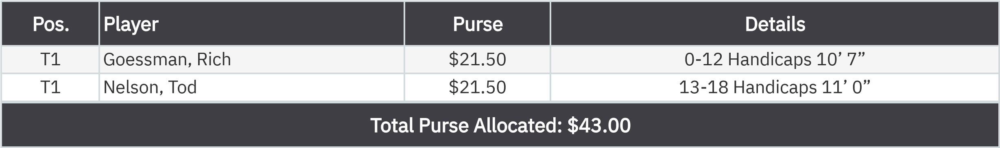 Pos. Player Purse Details
T1 Goessman, Rich $21.50 0-12 Handicaps 10’ 7”
T1 Nelson, Tod $21.50 13-18 Handicaps 11’ 0”
Total Purse Allocated: $43.00